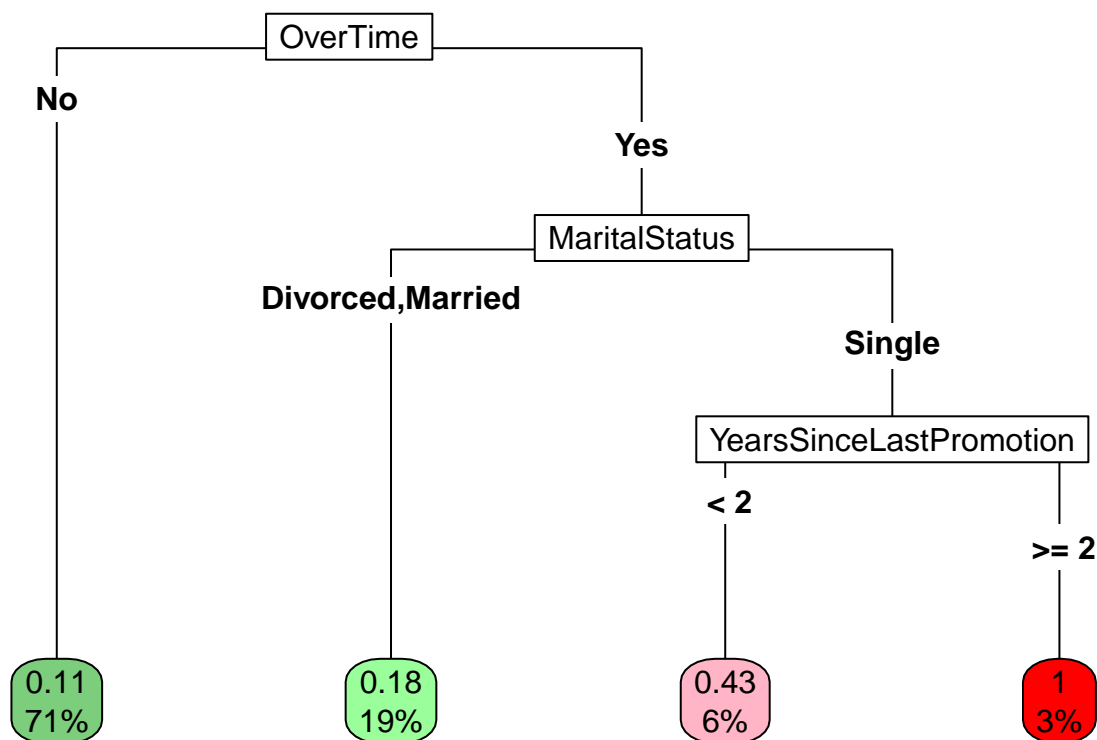 OverTime
No
Yes
MaritalStatus
Divorced,Married
Single
YearsSinceLastPromotion
< 2
>= 2
0.11
71%
0.18
19%
0.43
6%
1
3%